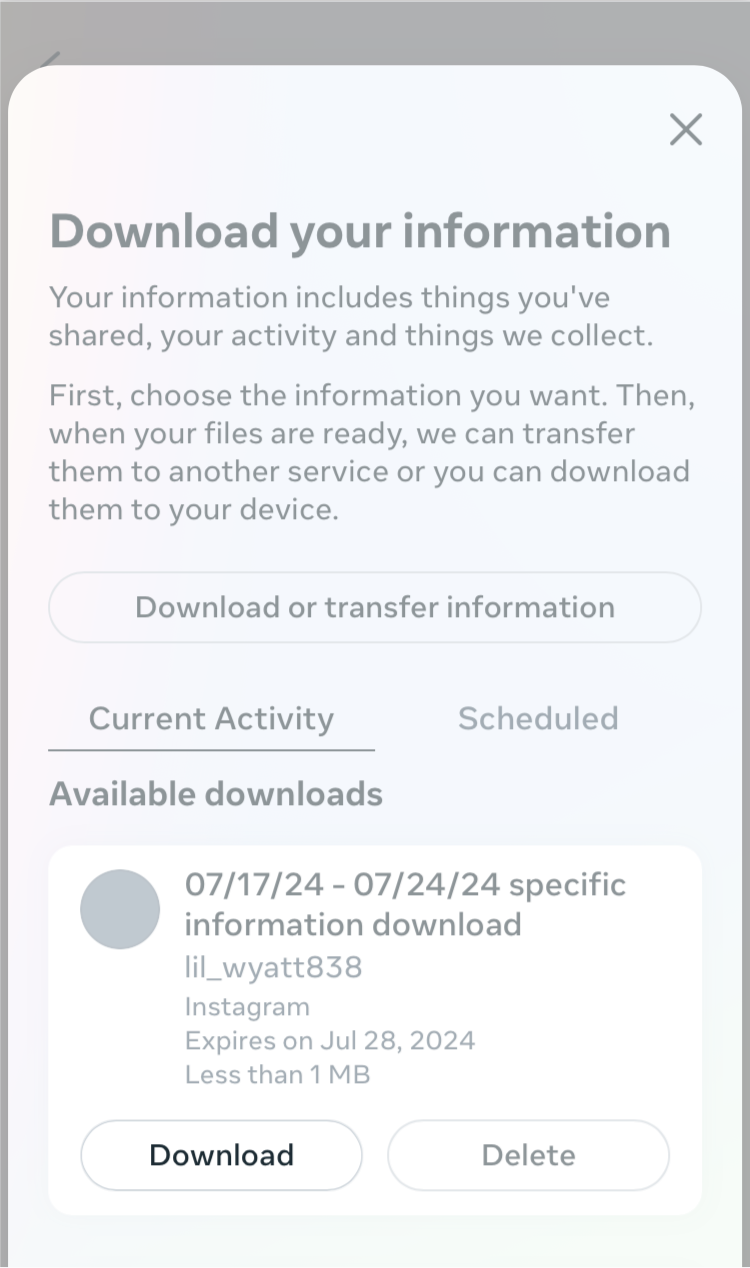 Download your information
Your information includes things you've
shared, your activity and things we collect.
First, choose the information you want. Then,
when your files are ready, we can transfer
them to another service or you can download
them to your device.
Download or transfer information
Current Activity
Scheduled
Available downloads
07/17/24 - 07/24/24 specific
information download
lil_wyatt838
Instagram
Expires on Jul 28, 2024
Less than 1 MB
Download
Delete